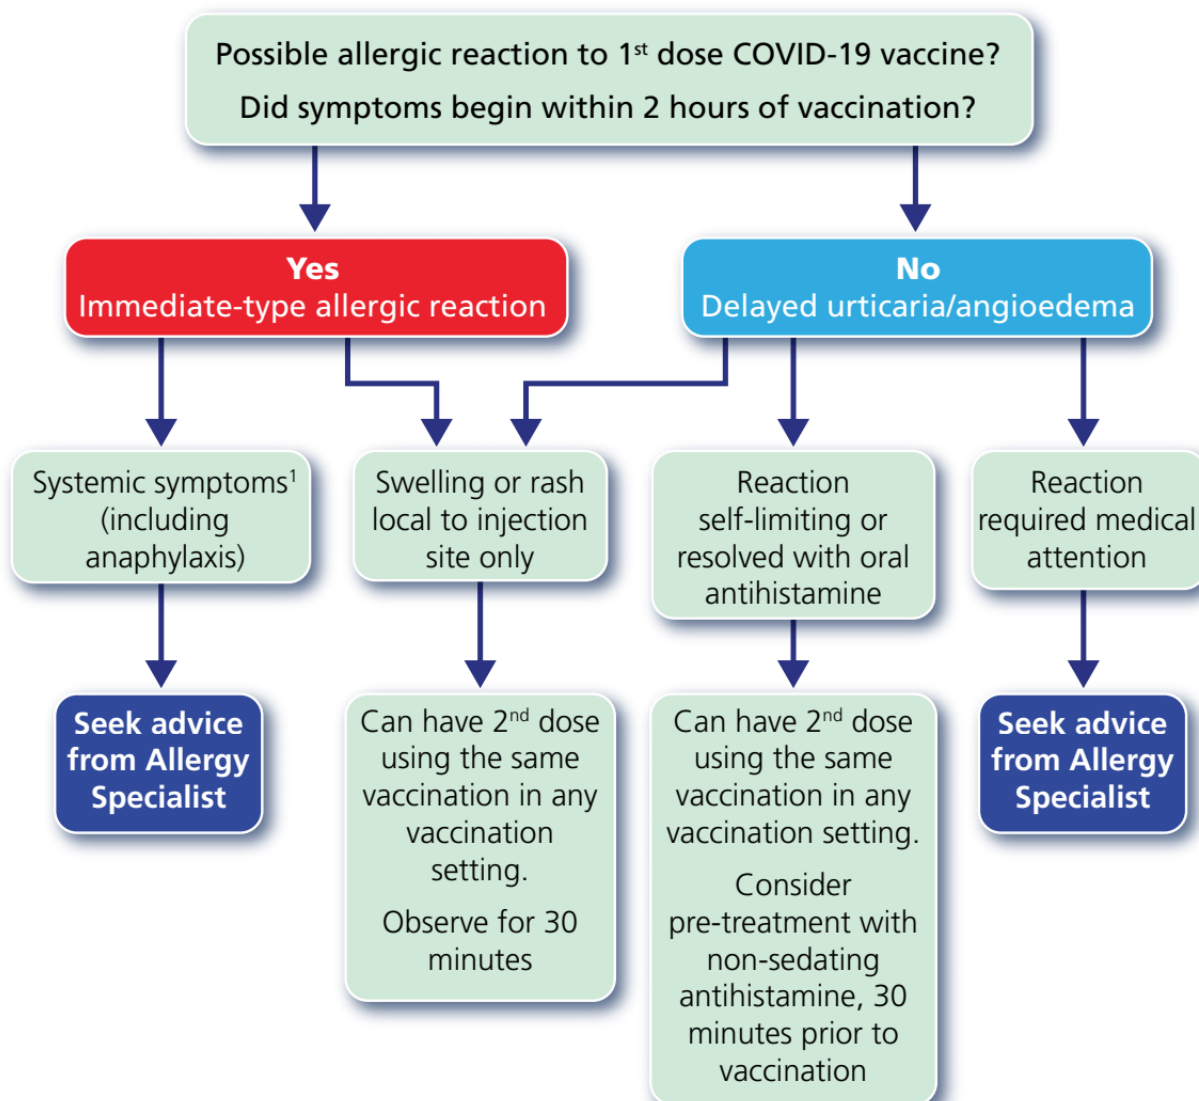 Possible allergic reaction to 1st dose COVID-19 vaccine?
Did symptoms begin within 2 hours of vaccination?
Yes
Immediate-type allergic reaction
No
Delayed urticaria/angioedema
Systemic symptoms1
(including
anaphylaxis)
Swelling or rash
local to injection
site only
Reaction
self-limiting or
resolved with oral
antihistamine
Reaction
required medical
attention
Seek advice
from Allergy
Specialist
Can have 2nd dose
using the same
vaccination in any
vaccination
setting.
Observe for 30
minutes
Can have 2nd dose
using the same
vaccination in any
vaccination setting.
Consider
pre-treatment with
non-sedating
antihistamine, 30
minutes prior to
vaccination
Seek advice
from Allergy
Specialist